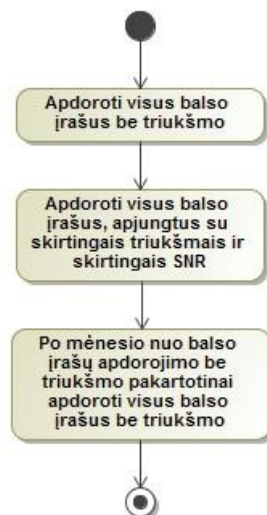 Apdoroti visus balso
įrašus be triukšmo
Apdoroti visus balso
įrašus, apjungtus su
skirtingais triukšmais ir
skirtingais SNR
Po mėnesio nuo balso
įrašų apdorojimo be
triukšmo pakartotinai
apdoroti visus balso
įrašus be triukšmo